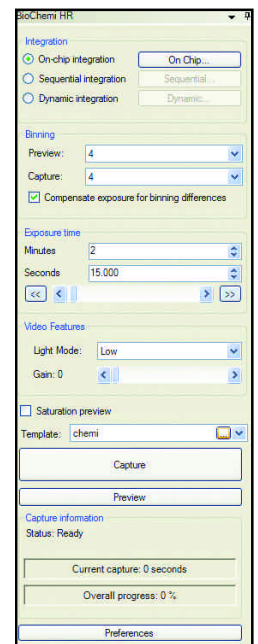 BioChemi HR
Integration
On-chip integration On Chip...
Sequential integration Sequential...
Dynamic integration Dynamic...
Binning
Preview: 4
Capture: 4
Compensate exposure for binning differences
Exposure time
Minutes 2
Seconds 15.000
<< >>
Video Features
Light Mode: Low
Gain: 0
Saturation preview
Template: chemi ...
Capture
Preview
Capture information
Status: Ready
Current capture: 0 seconds
Overall progress: 0 %
Preferences